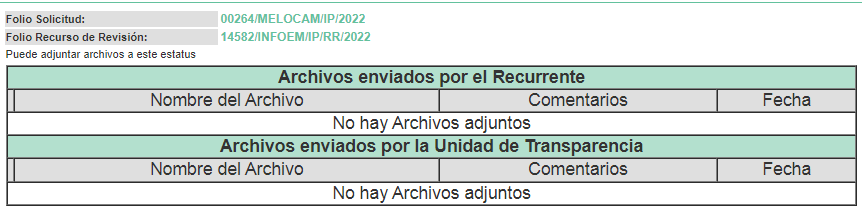 Folio Solicitud: 00264/MELOCAM/IP/2022
Folio Recurso de Revisión: 14582/INFOEM/IP/RR/2022
Puede adjuntar archivos a este estatus
Archivos enviados por el Recurrente
Nombre del Archivo Comentarios Fecha
No hay Archivos adjuntos
Archivos enviados por la Unidad de Transparencia
Nombre del Archivo Comentarios Fecha
No hay Archivos adjuntos